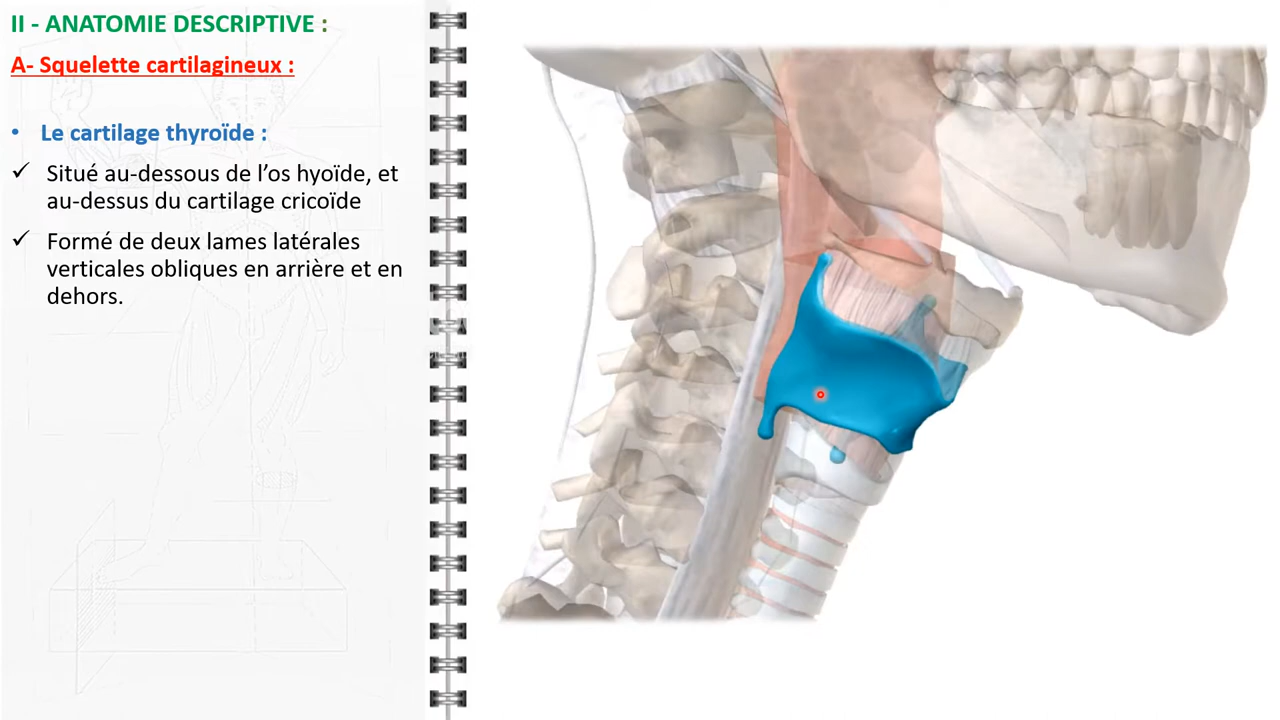 II - ANATOMIE DESCRIPTIVE :
A- Squelette cartilagineux :
• Le cartilage thyroïde :
✓ Situé au-dessous de l’os hyoïde, et
au-dessus du cartilage cricoïde
✓ Formé de deux lames latérales
verticales obliques en arrière et en
dehors.